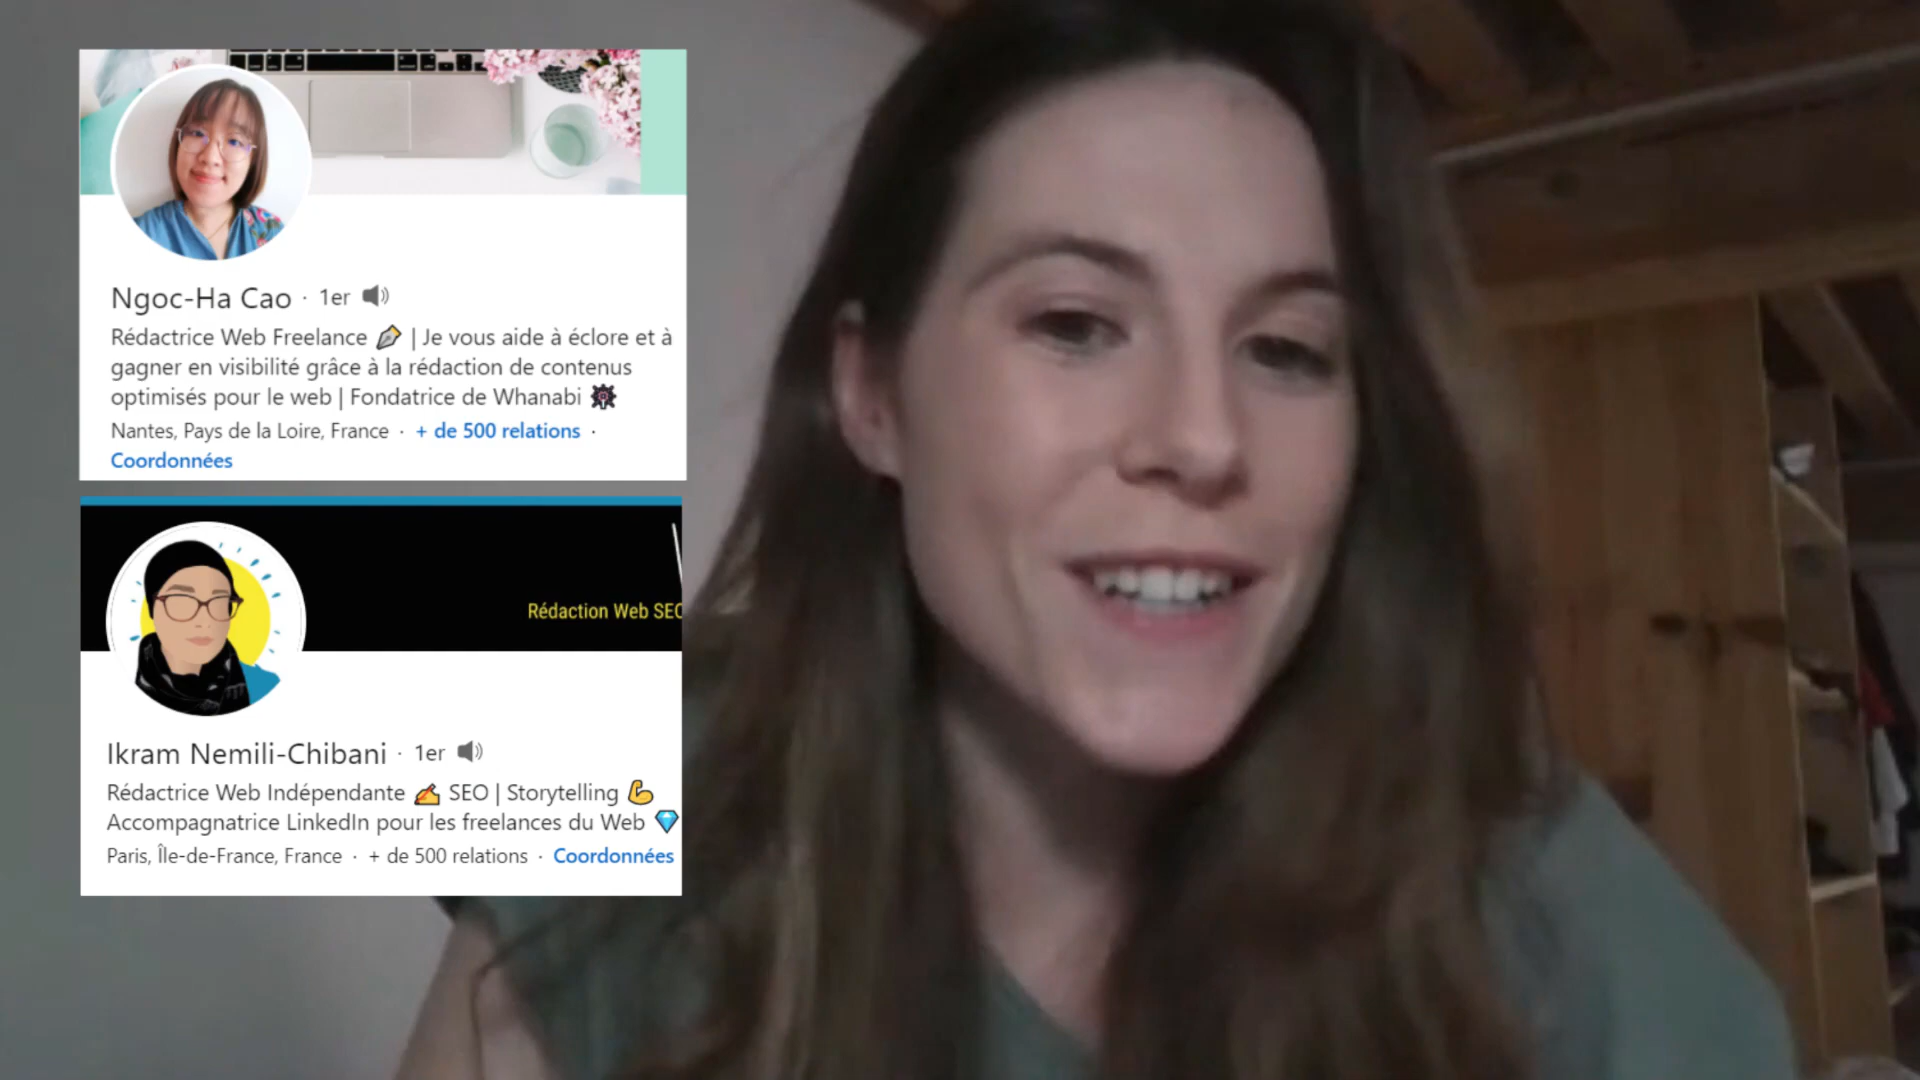 Ngoc-Ha Cao · 1er
Rédactrice Web Freelance | Je vous aide à éclore et à
gagner en visibilité grâce à la rédaction de contenus
optimisés pour le web | Fondatrice de Whanabi
Nantes, Pays de la Loire, France · + de 500 relations ·
Coordonnées
Rédaction Web SEO
Ikram Nemili-Chibani · 1er
Rédactrice Web Indépendante ✍ SEO | Storytelling 💪
Accompagnatrice LinkedIn pour les freelances du Web 💎
Paris, Île-de-France, France · + de 500 relations · Coordonnées